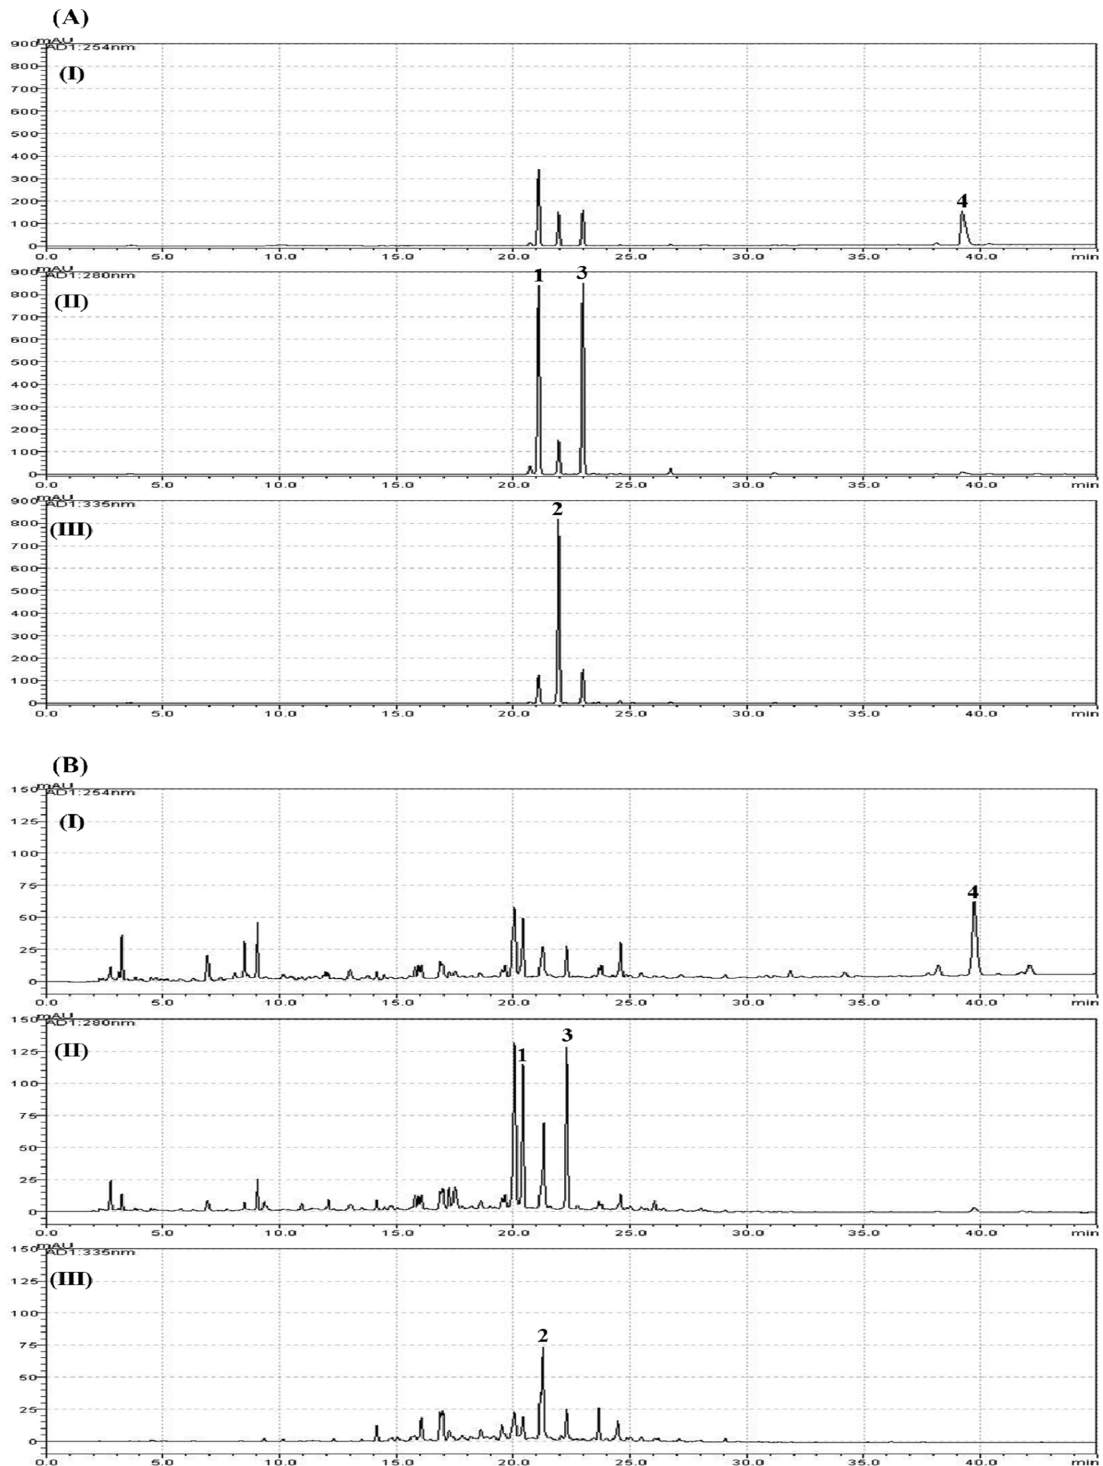 (A)
mAU
900 AD1:254nm
800 (I)
700
600
500
400
300
200 4
100
0
0.0 5.0 10.0 15.0 20.0 25.0 30.0 35.0 40.0 min
mAU
900 AD1:280nm 1 3
800 (II)
700
600
500
400
300
200
100
0
0.0 5.0 10.0 15.0 20.0 25.0 30.0 35.0 40.0 min
mAU
900 AD1:335nm 2
800 (III)
700
600
500
400
300
200
100
0
0.0 5.0 10.0 15.0 20.0 25.0 30.0 35.0 40.0 min
(B)
mAU
150 AD1:254nm
125 (I)
100
75 4
50
25
0
0.0 5.0 10.0 15.0 20.0 25.0 30.0 35.0 40.0 min
mAU
150 AD1:280nm
125 (II) 1 3
100
75
50
25
0
0.0 5.0 10.0 15.0 20.0 25.0 30.0 35.0 40.0 min
mAU
150 AD1:335nm
125 (III)
100
75 2
50
25
0
0.0 5.0 10.0 15.0 20.0 25.0 30.0 35.0 40.0 min